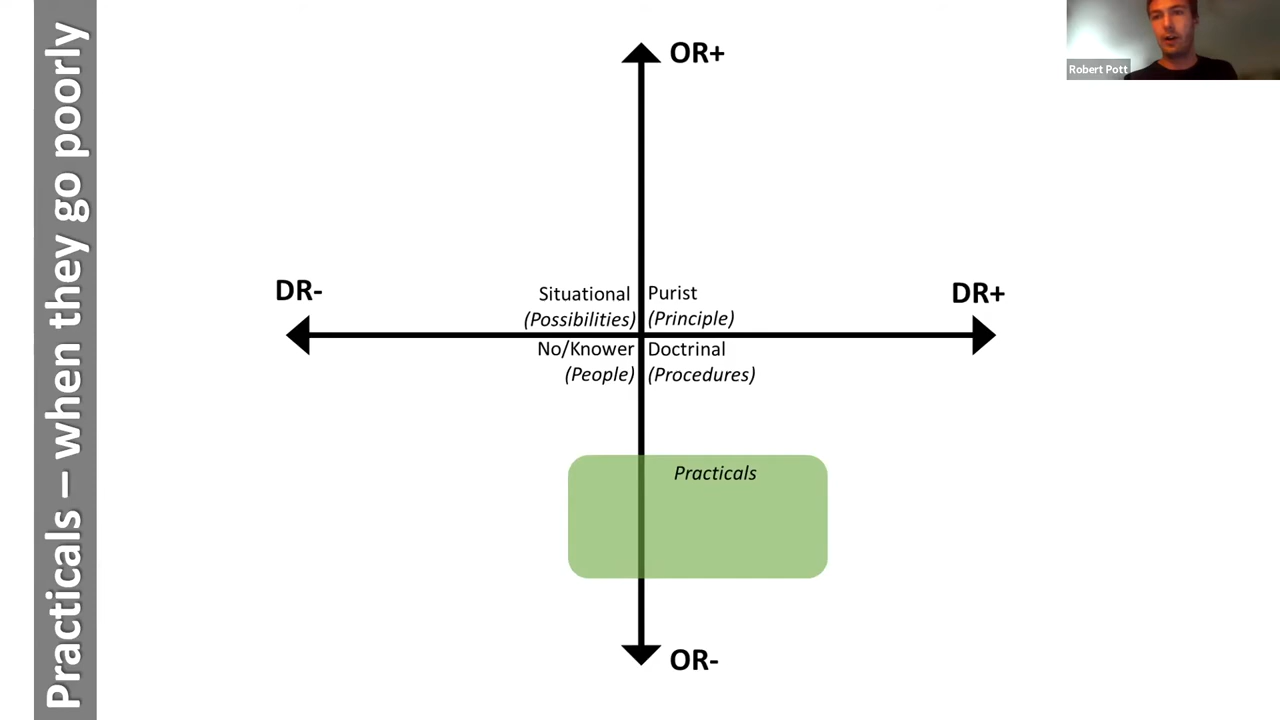 Practicals – when they go poorly
OR+
Robert Pott
DR-
DR+
Situational
Purist
(Possibilities)
(Principle)
No/Knower
Doctrinal
(People)
(Procedures)
Practicals
OR-